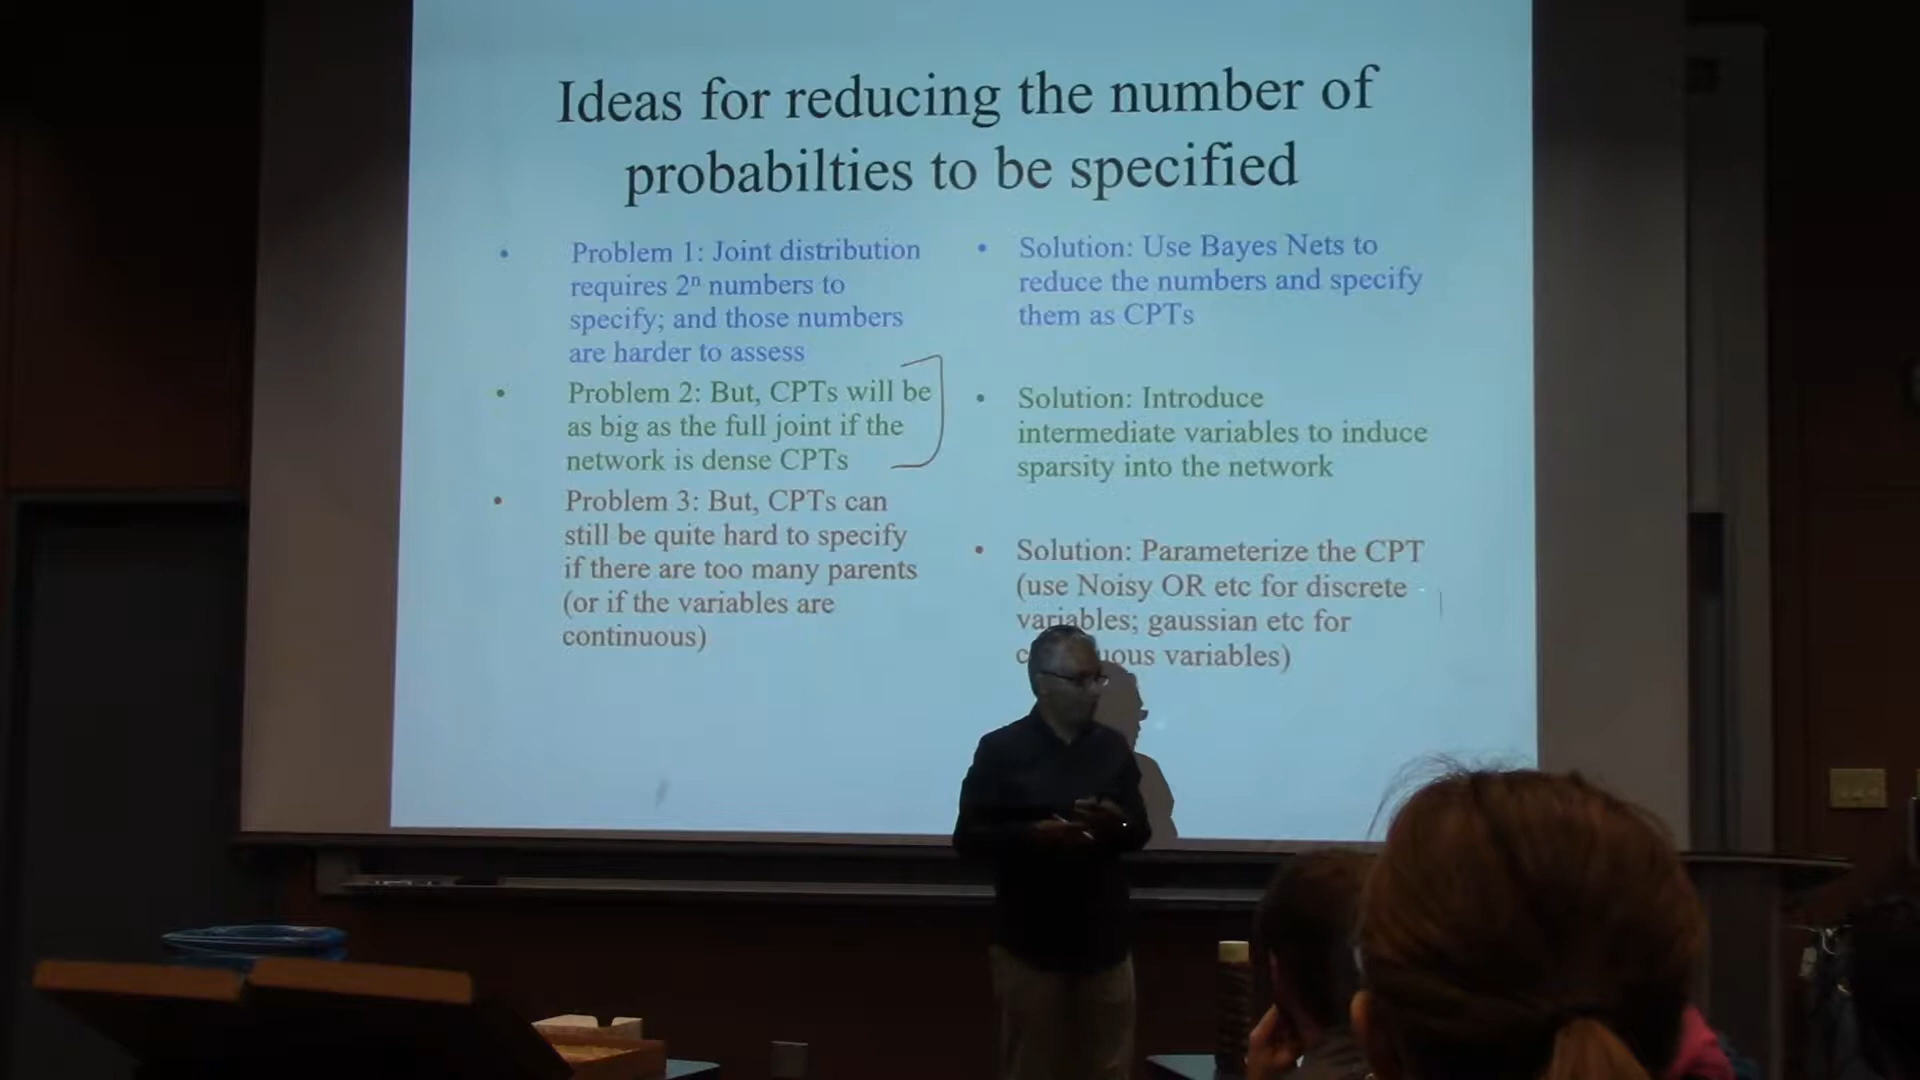 Ideas for reducing the number of
probabilties to be specified
• Problem 1: Joint distribution
requires 2ⁿ numbers to
specify; and those numbers
are harder to assess
• Problem 2: But, CPTs will be
as big as the full joint if the
network is dense CPTs
• Problem 3: But, CPTs can
still be quite hard to specify
if there are too many parents
(or if the variables are
continuous)
• Solution: Use Bayes Nets to
reduce the numbers and specify
them as CPTs
• Solution: Introduce
intermediate variables to induce
sparsity into the network
• Solution: Parameterize the CPT
(use Noisy OR etc for discrete
variables; gaussian etc for
variables)